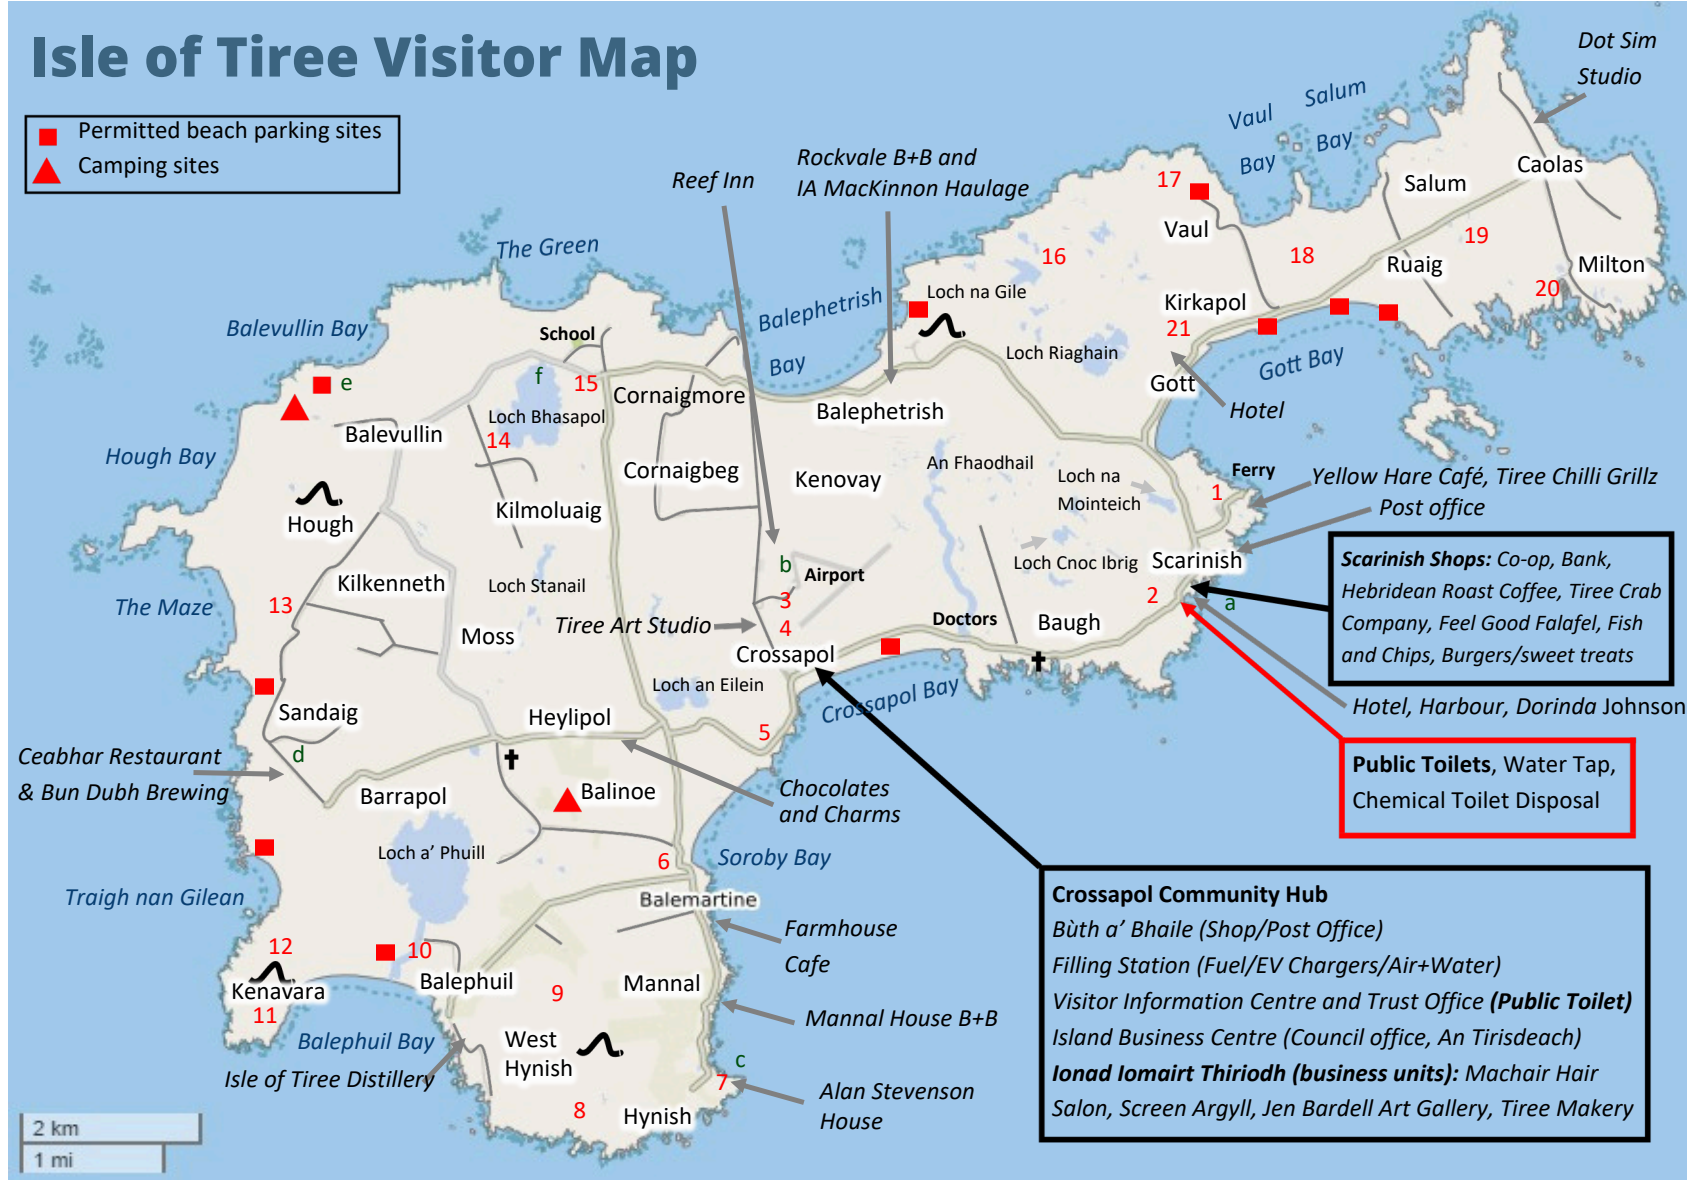 Isle of Tiree Visitor Map
Permitted beach parking sites
Camping sites
Dot Sim
Studio
Vaul
Bay
Salum
Bay
Rockvale B+B and
IA MacKinnon Haulage
Reef Inn
17
Vaul
Salum
Caolas
The Green
16
18
19
Ruaig
Milton
20
Balephetrish
Bay
Loch na Gile
Kirkapol
21
Balevullin Bay
School
Loch Riaghain
Gott Bay
Gott
Hotel
e
f
15
Cornaigmore
Balephetrish
Loch Bhasapol
14
Balevullin
Hough Bay
Cornaigbeg
Kenovay
An Fhaodhail
Loch na
Mointeich
Ferry
1
Yellow Hare Café, Tiree Chilli Grillz
Post office
Hough
Kilmoluaig
Scarinish
Loch Cnoc Ibrig
b
Airport
3
4
Kilkenneth
Loch Stanail
The Maze
13
Moss
Tiree Art Studio
Doctors
Baugh
2
a
Scarinish Shops: Co-op, Bank,
Hebridean Roast Coffee, Tiree Crab
Company, Feel Good Falafel, Fish
and Chips, Burgers/sweet treats
Crossapol
Loch an Eilein
Crossapol Bay
Hotel, Harbour, Dorinda Johnson
Sandaig
Heylipol
5
d
Ceabhar Restaurant
& Bun Dubh Brewing
Public Toilets, Water Tap,
Chemical Toilet Disposal
Barrapol
Balinoe
Chocolates
and Charms
Loch a’ Phuill
6
Soroby Bay
Traigh nan Gilean
Balemartine
Farmhouse
Cafe
12
10
Kenavara
11
Balephuil
9
Mannal
Mannal House B+B
Balephuil Bay
West
Hynish
Isle of Tiree Distillery
c
7
8
Hynish
Alan Stevenson
House
Crossapol Community Hub
Bùth a’ Bhaile (Shop/Post Office)
Filling Station (Fuel/EV Chargers/Air+Water)
Visitor Information Centre and Trust Office (Public Toilet)
Island Business Centre (Council office, An Tirisdeach)
Ionad Iomairt Thiriodh (business units): Machair Hair
Salon, Screen Argyll, Jen Bardell Art Gallery, Tiree Makery
2 km
1 mi